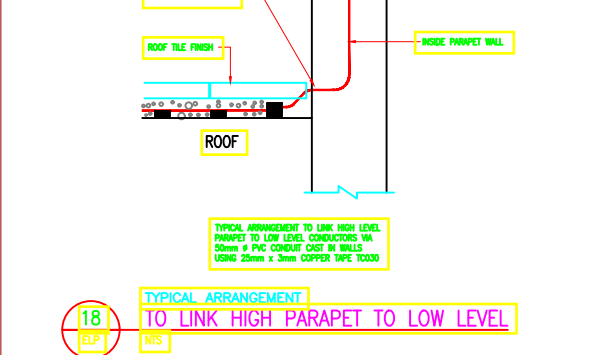 ROOF TILE FINISH
INSIDE PARAPET WALL
ROOF
TYPICAL ARRANGEMENT TO LINK HIGH LEVEL
PARAPET TO LOW LEVEL CONDUCTORS VIA
50mm ø PVC CONDUIT CAST IN WALLS
USING 25mm x 3mm COPPER TAPE TC030
TYPICAL ARRANGEMENT
18
TO LINK HIGH PARAPET TO LOW LEVEL
ELP
NTS